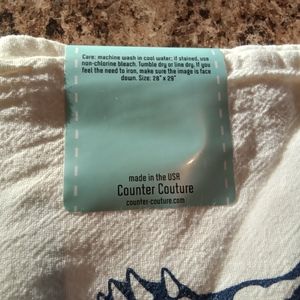 Care: machine wash in cool water; if stained, use
non-chlorine bleach. Tumble dry or line dry. If you
feel the need to iron, make sure the image is face
down. Size: 28" x 29"
made in the USA
Counter Couture
counter-couture.com